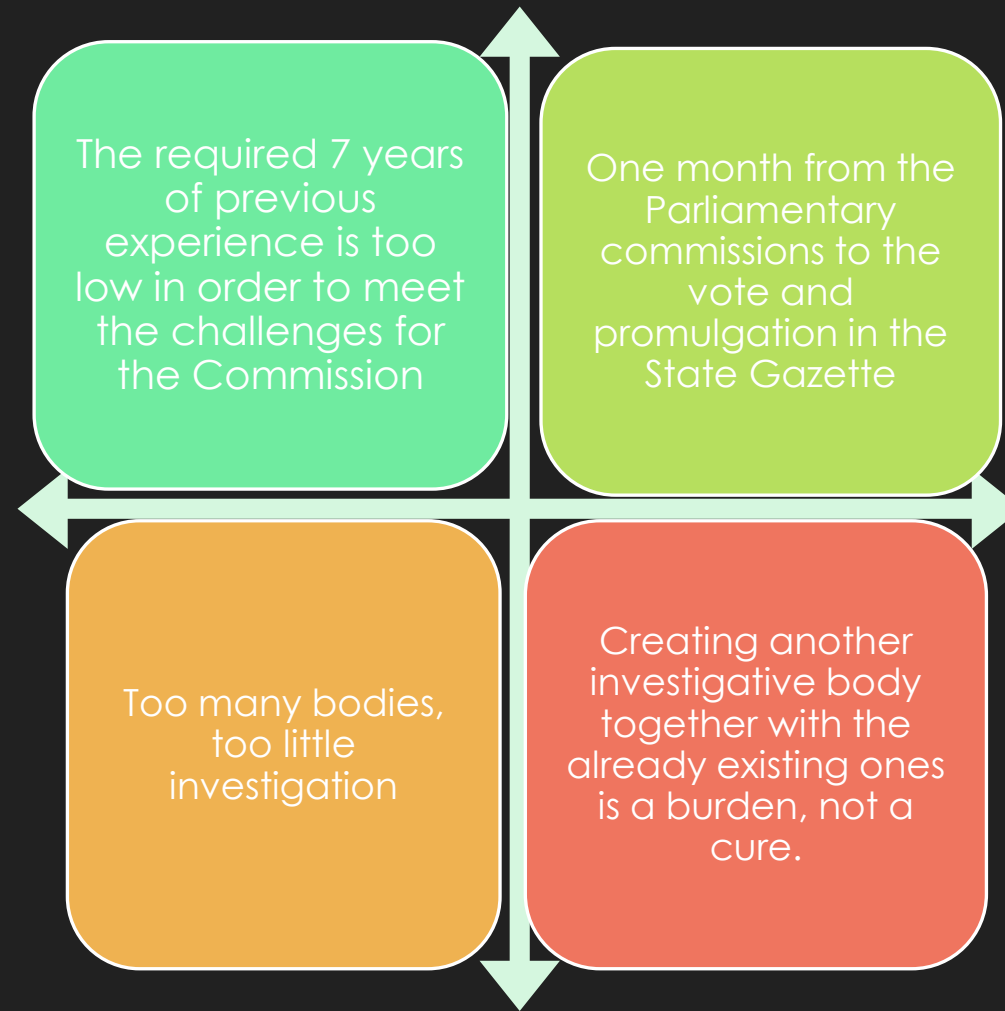 The required 7 years
of previous
experience is too
low in order to meet
the challenges for
the Commission
One month from the
Parliamentary
commissions to the
vote and
promulgation in the
State Gazette
Too many bodies,
too little
investigation
Creating another
investigative body
together with the
already existing ones
is a burden, not a
cure.